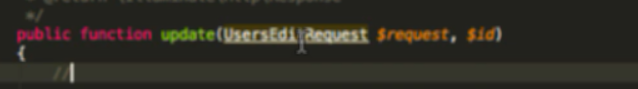 */
public function update(UsersEditRequest $request, $id)
{
//